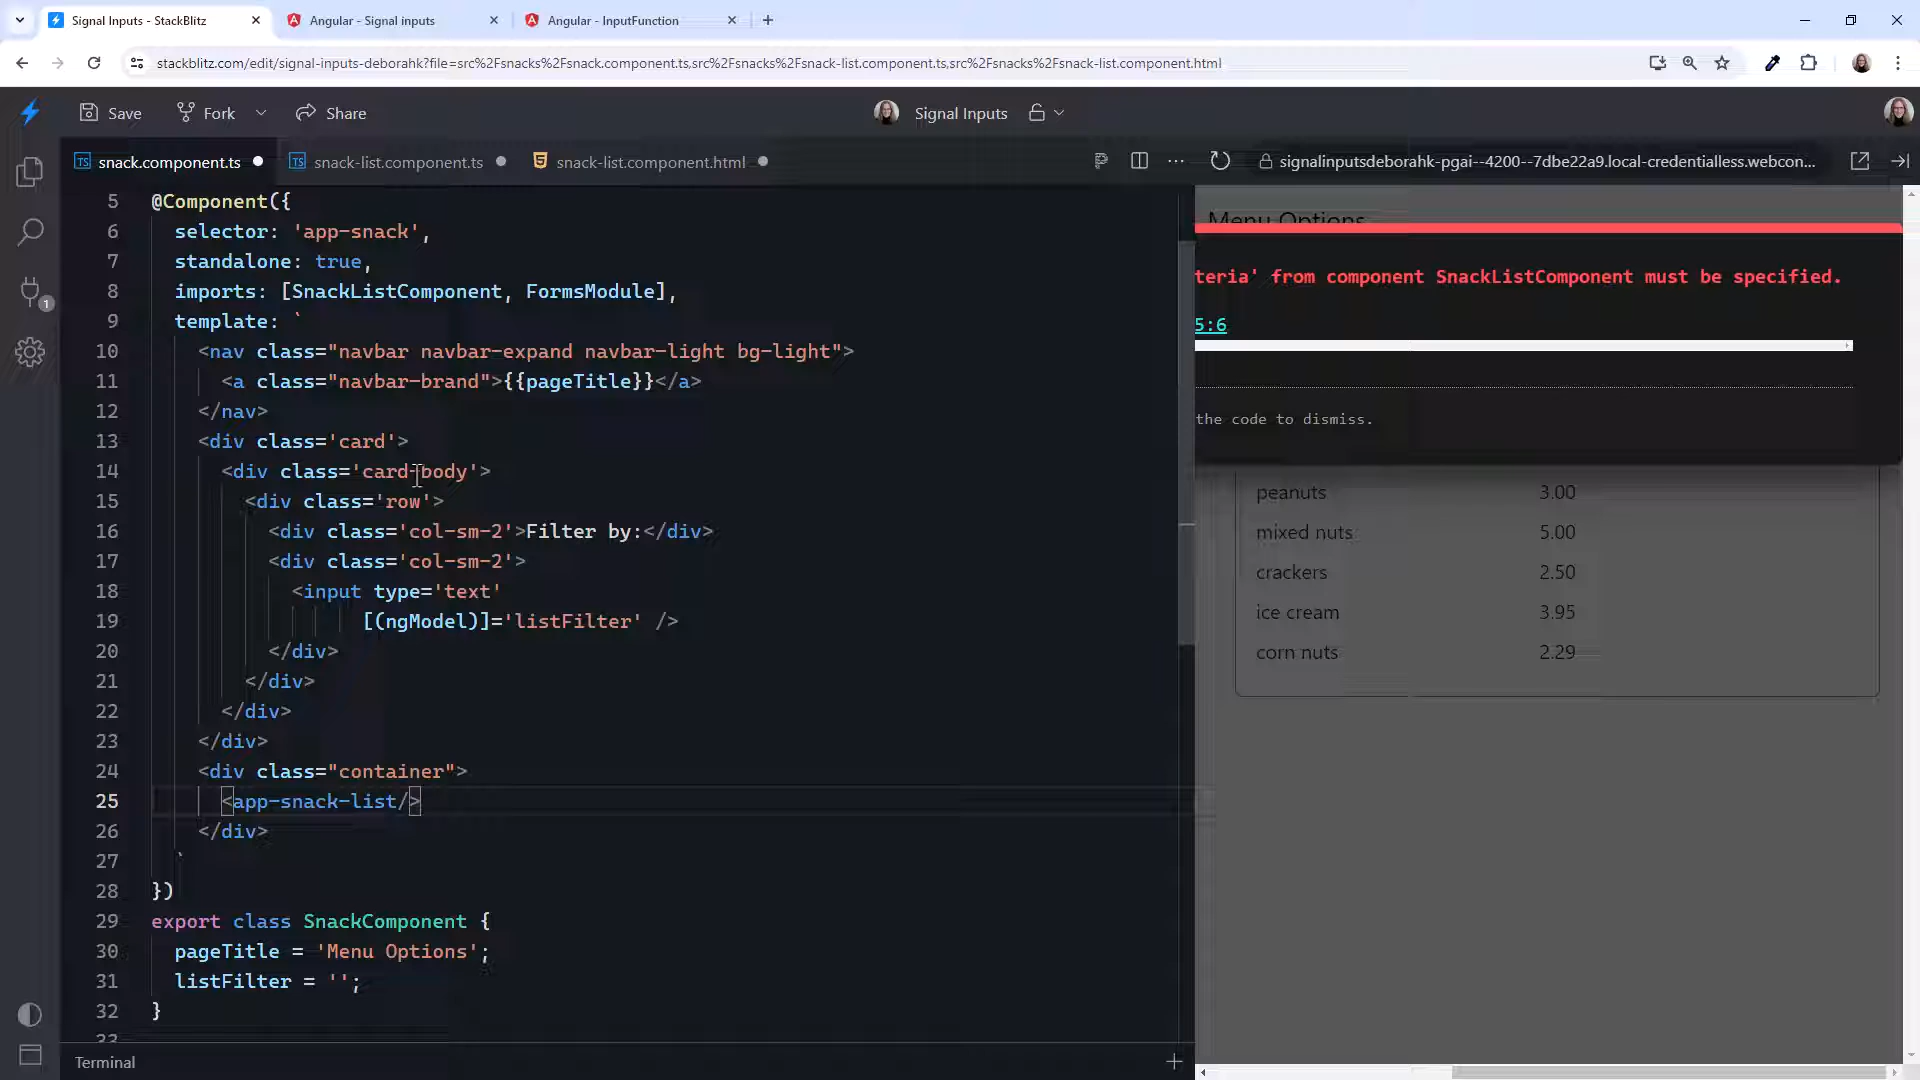 Signal Inputs - StackBlitz
Angular - Signal inputs
Angular - InputFunction
stackblitz.com/edit/signal-inputs-deborahk?file=src%2Fsnacks%2Fsnack.component.ts,src%2Fsnacks%2Fsnack-list.component.ts,src%2Fsnacks%2Fsnack-list.component.html
Save
Fork
Share
Signal Inputs
TS snack.component.ts
TS snack-list.component.ts
snack-list.component.html
signalinputsdeborahk-pgai--4200--7dbe22a9.local-credentialless.webcon...
1
5 @Component({
6 selector: 'app-snack',
7 standalone: true,
8 imports: [SnackListComponent, FormsModule],
9 template: `
10 <nav class="navbar navbar-expand navbar-light bg-light">
11 <a class="navbar-brand">{{pageTitle}}</a>
12 </nav>
13 <div class='card'>
14 <div class='card-body'>
15 <div class='row'>
16 <div class='col-sm-2'>Filter by:</div>
17 <div class='col-sm-2'>
18 <input type='text'
19 [(ngModel)]='listFilter' />
20 </div>
21 </div>
22 </div>
23 </div>
24 <div class="container">
25 <app-snack-list/>
26 </div>
27 `
28 })
29 export class SnackComponent {
30 pageTitle = 'Menu Options';
31 listFilter = '';
32 }
33
Terminal
Menu Options
teria' from component SnackListComponent must be specified.
5:6
the code to dismiss.
peanuts 3.00
mixed nuts 5.00
crackers 2.50
ice cream 3.95
corn nuts 2.29